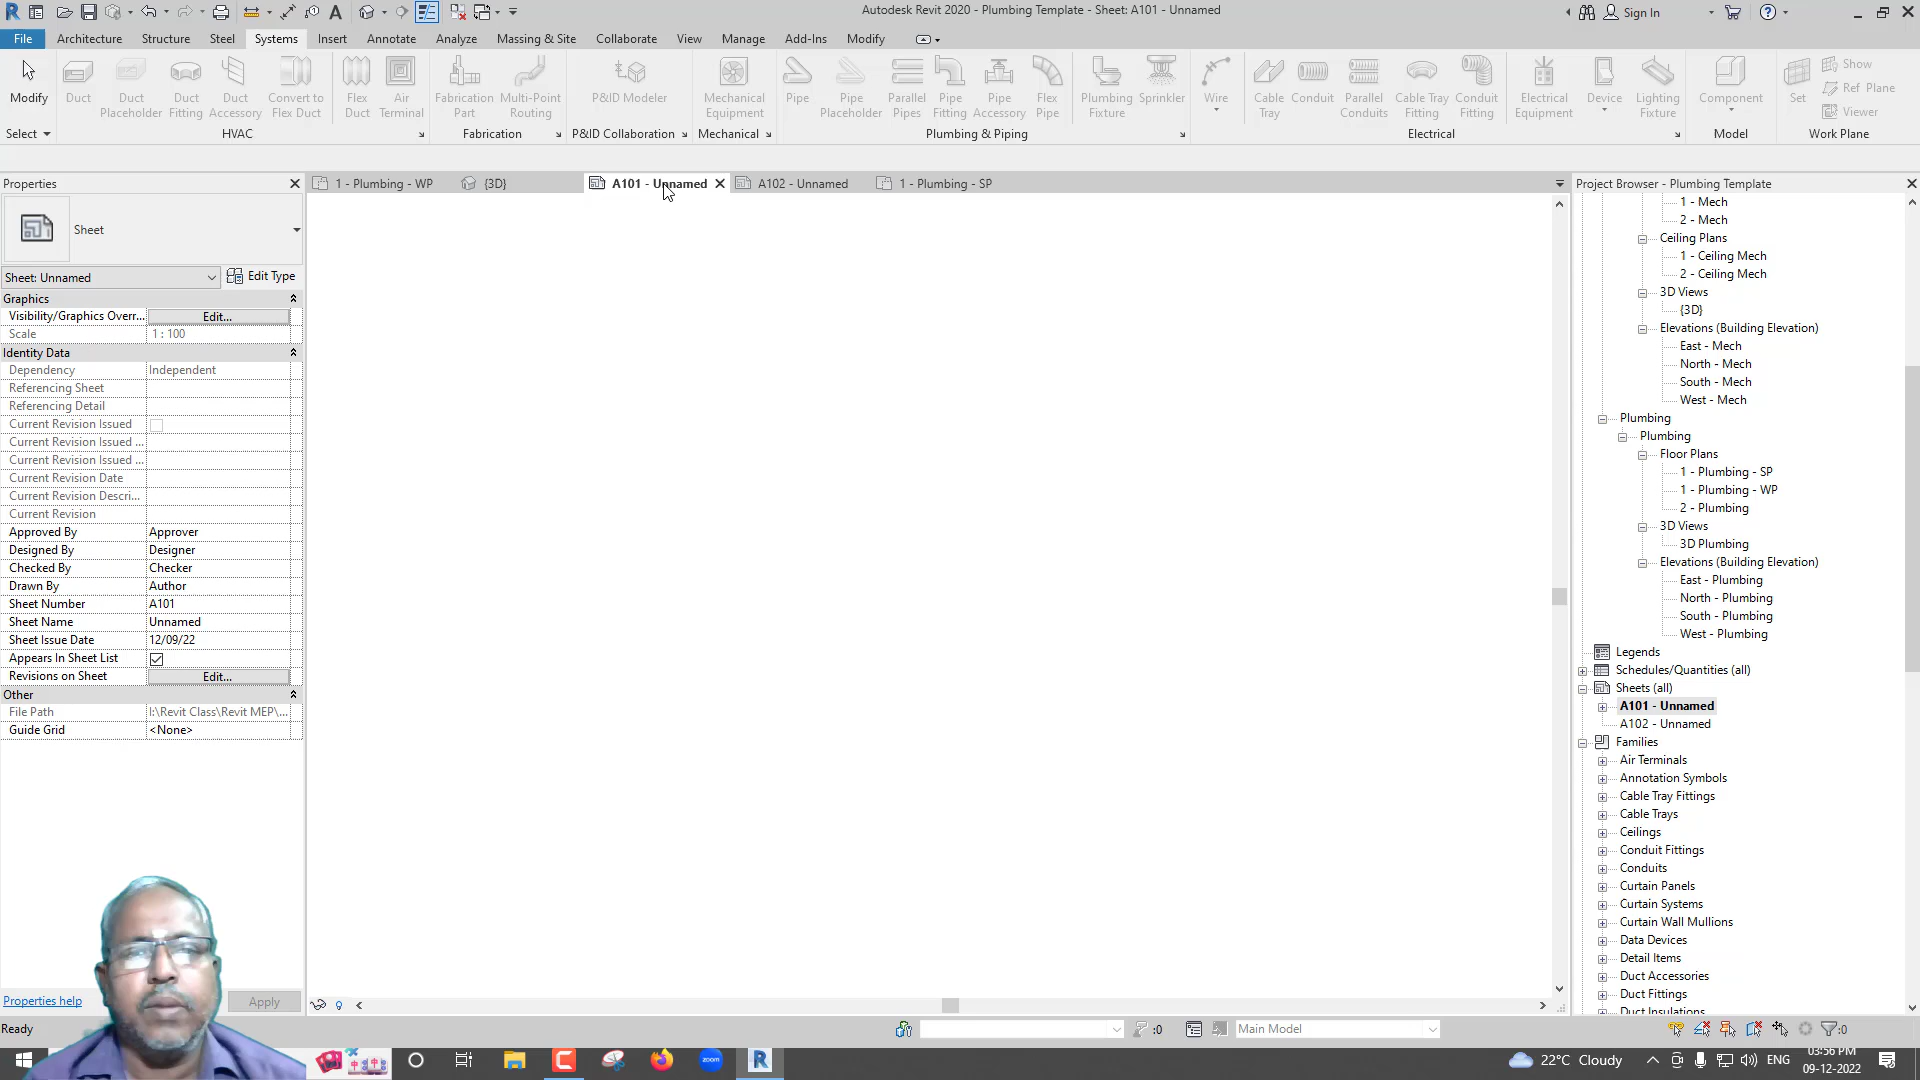 Autodesk Revit 2020 - Plumbing Template - Sheet: A101 - Unnamed
Sign In
File Architecture Structure Steel Systems Insert Annotate Analyze Massing & Site Collaborate View Manage Add-Ins Modify
Modify Duct Duct Placeholder Duct Fitting Duct Accessory Convert to Flex Duct Flex Duct Air Terminal Fabrication Part Multi-Point Routing P&ID Modeler Mechanical Equipment Pipe Pipe Placeholder Parallel Pipes Pipe Fitting Pipe Accessory Flex Pipe Plumbing Fixture Sprinkler Wire Cable Tray Conduit Parallel Conduits Cable Tray Fitting Conduit Fitting Electrical Equipment Device Lighting Fixture Component Set Show Ref Plane Viewer
Select HVAC Fabrication P&ID Collaboration Mechanical Plumbing & Piping Electrical Model Work Plane
Properties
1 - Plumbing - WP {3D} A101 - Unnamed A102 - Unnamed 1 - Plumbing - SP
Project Browser - Plumbing Template
Sheet
Sheet: Unnamed Edit Type
Graphics
Visibility/Graphics Overr... Edit...
Scale 1 : 100
Identity Data
Dependency Independent
Referencing Sheet
Referencing Detail
Current Revision Issued
Current Revision Issued ...
Current Revision Issued ...
Current Revision Date
Current Revision Descri...
Current Revision
Approved By Approver
Designed By Designer
Checked By Checker
Drawn By Author
Sheet Number A101
Sheet Name Unnamed
Sheet Issue Date 12/09/22
Appears In Sheet List
Revisions on Sheet Edit...
Other
File Path I:\Revit Class\Revit MEP\...
Guide Grid <None>
Properties help Apply
1 - Mech
2 - Mech
Ceiling Plans
1 - Ceiling Mech
2 - Ceiling Mech
3D Views
{3D}
Elevations (Building Elevation)
East - Mech
North - Mech
South - Mech
West - Mech
Plumbing
Plumbing
Floor Plans
1 - Plumbing - SP
1 - Plumbing - WP
2 - Plumbing
3D Views
3D Plumbing
Elevations (Building Elevation)
East - Plumbing
North - Plumbing
South - Plumbing
West - Plumbing
Legends
Schedules/Quantities (all)
Sheets (all)
A101 - Unnamed
A102 - Unnamed
Families
Air Terminals
Annotation Symbols
Cable Tray Fittings
Cable Trays
Ceilings
Conduit Fittings
Conduits
Curtain Panels
Curtain Systems
Curtain Wall Mullions
Data Devices
Detail Items
Duct Accessories
Duct Fittings
Duct Insulations
Ready :0 Main Model :0
zoom 22°C Cloudy ENG 03:56 PM
09-12-2022